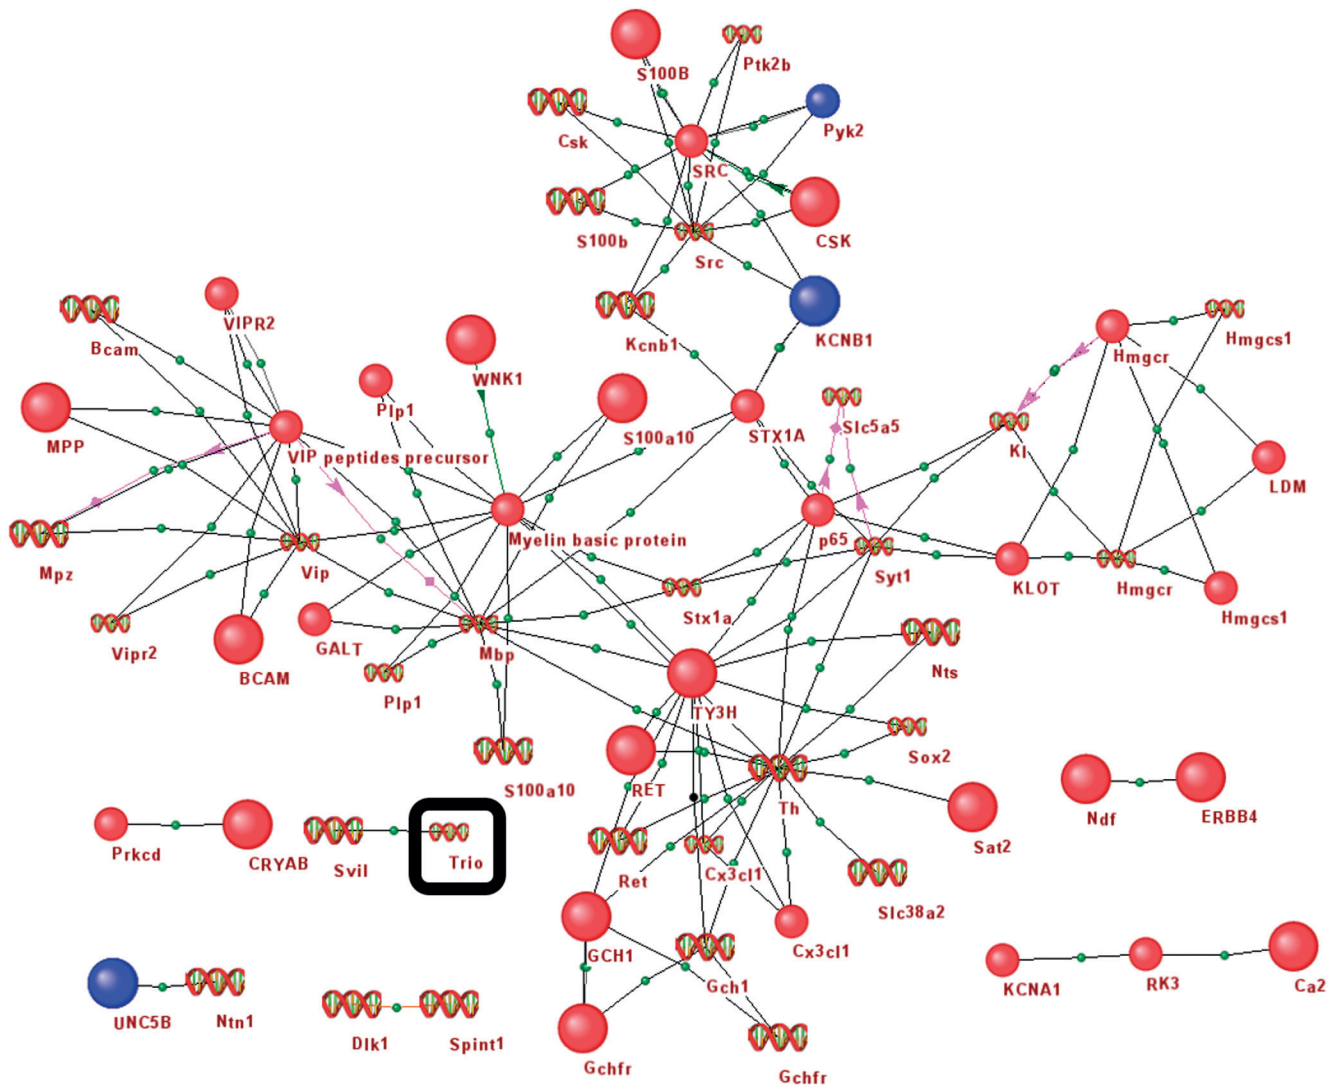 S100B
Ptk2b
Csk
Pyk2
SRC
S100b
CSK
Src
VIPR2
Bcam
Kcnb1
KCNB1
Hmgcr
Hmgcs1
WNK1
Plp1
MPP
S100a10
STX1A
Slc5a5
VIP peptides precursor
Kl
LDM
Myelin basic protein
p65
Mpz
Vip
Syt1
KLOT
Hmgcr
Stx1a
Hmgcs1
Vipr2
GALT
Mbp
BCAM
Plp1
Nts
TY3H
Sox2
S100a10
RET
Th
Ndf
ERBB4
Prkcd
CRYAB
Svil
Trio
Sat2
Ret
Cx3cl1
Slc38a2
GCH1
Cx3cl1
Gch1
KCNA1
RK3
Ca2
UNC5B
Ntn1
Dlk1
Spint1
Gchfr
Gchfr